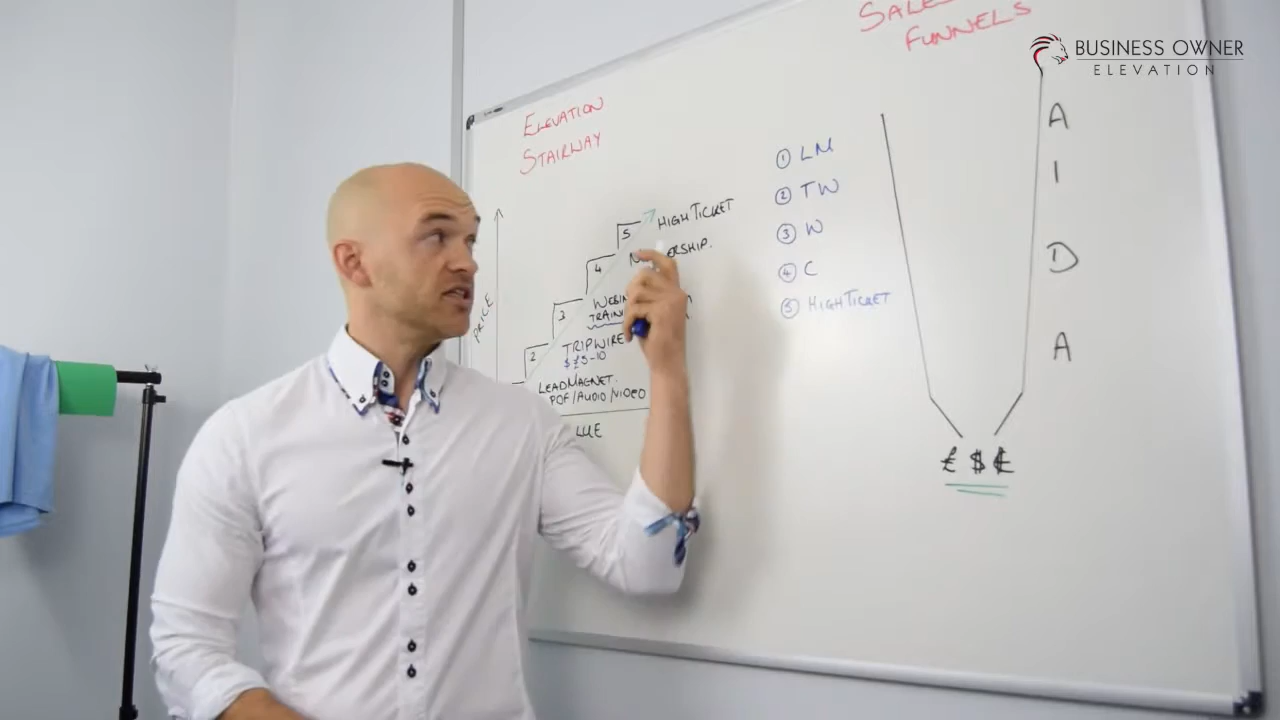 SALES
FUNNELS
BUSINESS OWNER
ELEVATION
ELEVATION
STAIRWAY
PRICE
5 HIGH TICKET
4
3
TRIPWIRE
2
$£5-10
LEADMAGNET.
PDF/AUDIO/VIDEO
① LM
② TW
③ W
④ C
⑤ HIGH TICKET
A
I
D
A
£ $ €